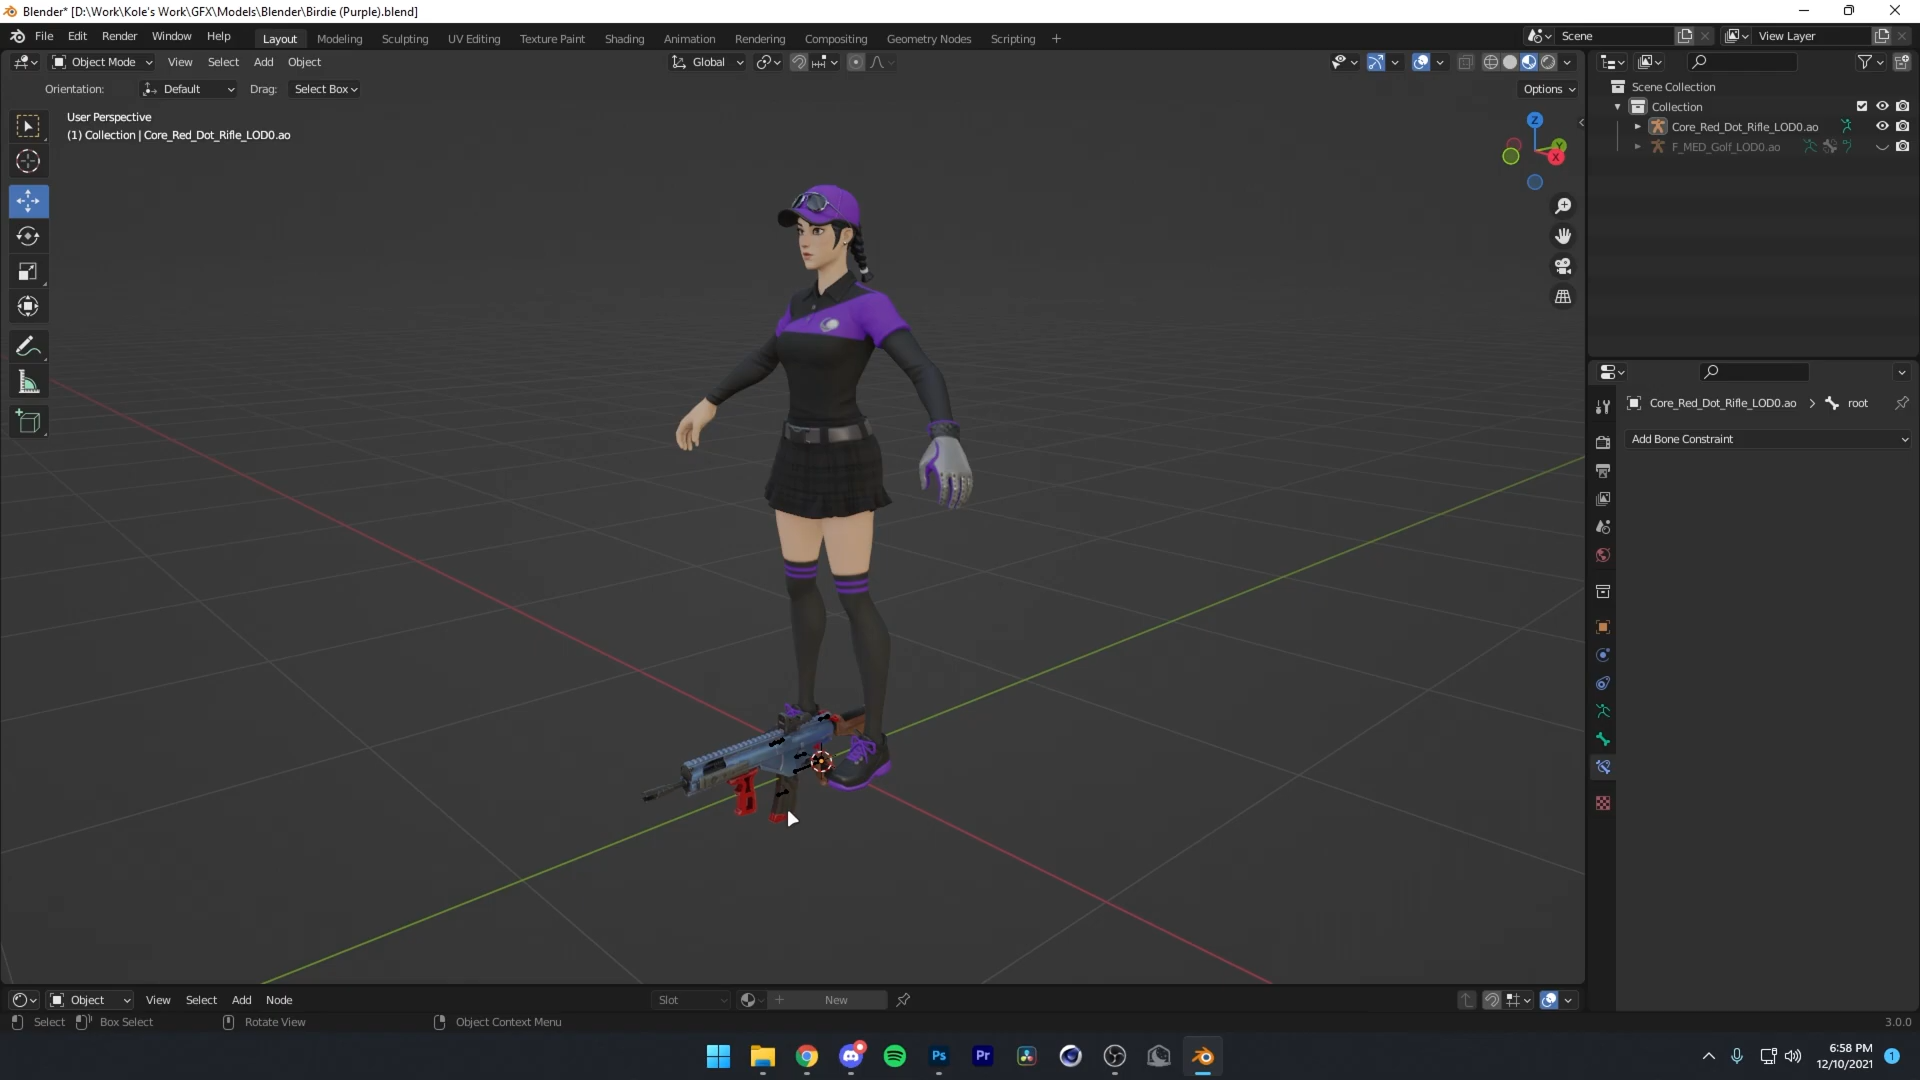 Blender* [D:\Work\Kole's Work\GFX\Models\Blender\Birdie (Purple).blend]
File Edit Render Window Help Layout Modeling Sculpting UV Editing Texture Paint Shading Animation Rendering Compositing Geometry Nodes Scripting + Scene View Layer
Object Mode View Select Add Object Global
Orientation: Default Drag: Select Box Options
User Perspective
(1) Collection | Core_Red_Dot_Rifle_LOD0.ao
Z
Y
X
Scene Collection
Collection
Core_Red_Dot_Rifle_LOD0.ao
F_MED_Golf_LOD0.ao
Core_Red_Dot_Rifle_LOD0.ao > root
Add Bone Constraint
Object View Select Add Node Slot + New
Select Box Select Rotate View Object Context Menu 3.0.0
Ps Pr
6:58 PM
12/10/2021
1